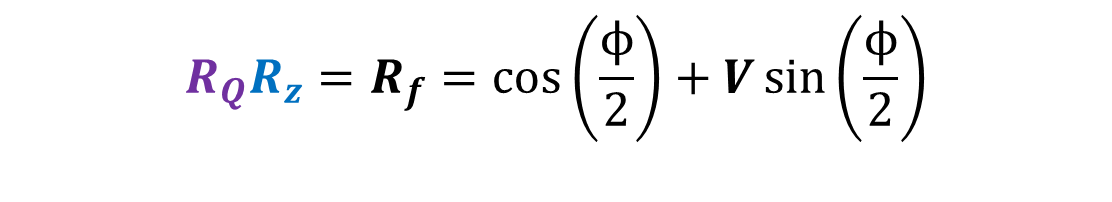 R_Q R_z = R_f = cos(ϕ/2) + V sin(ϕ/2)